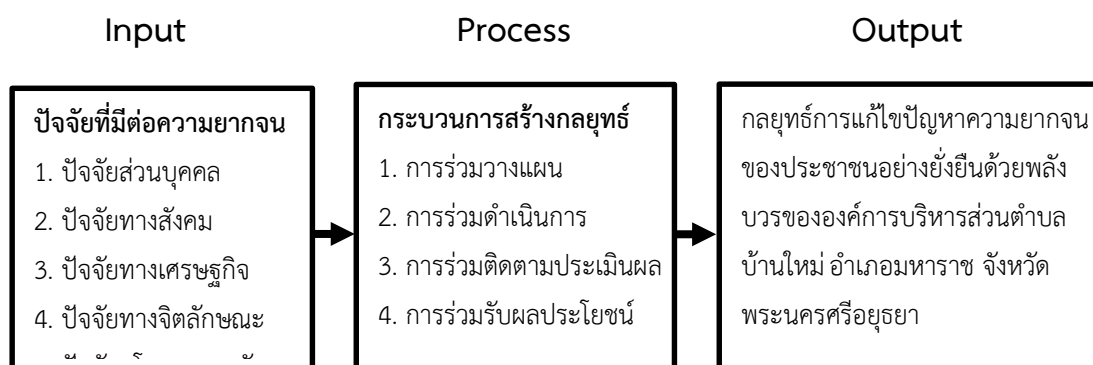 Input
Process
Output
ปัจจัยที่มีต่อความยากจน
1. ปัจจัยส่วนบุคคล
2. ปัจจัยทางสังคม
3. ปัจจัยทางเศรษฐกิจ
4. ปัจจัยทางจิตลักษณะ
กระบวนการสร้างกลยุทธ์
1. การร่วมวางแผน
2. การร่วมดำเนินการ
3. การร่วมติดตามประเมินผล
4. การร่วมรับผลประโยชน์
กลยุทธ์การแก้ไขปัญหาความยากจน
ของประชาชนอย่างยั่งยืนด้วยพลัง
บวรขององค์การบริหารส่วนตำบล
บ้านใหม่ อำเภอมหาราช จังหวัด
พระนครศรีอยุธยา